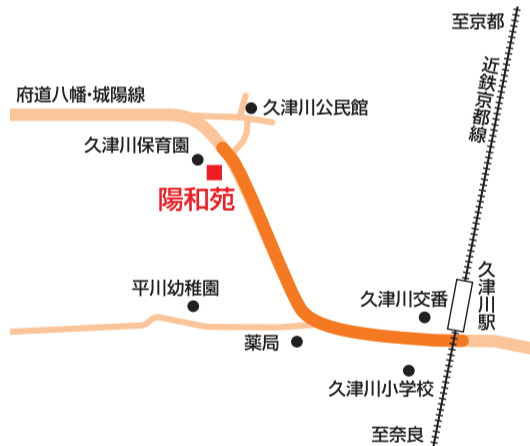 至京都
近鉄京都線
府道八幡・城陽線
久津川公民館
久津川保育園
陽和苑
久津川駅
平川幼稚園
久津川交番
薬局
久津川小学校
至奈良